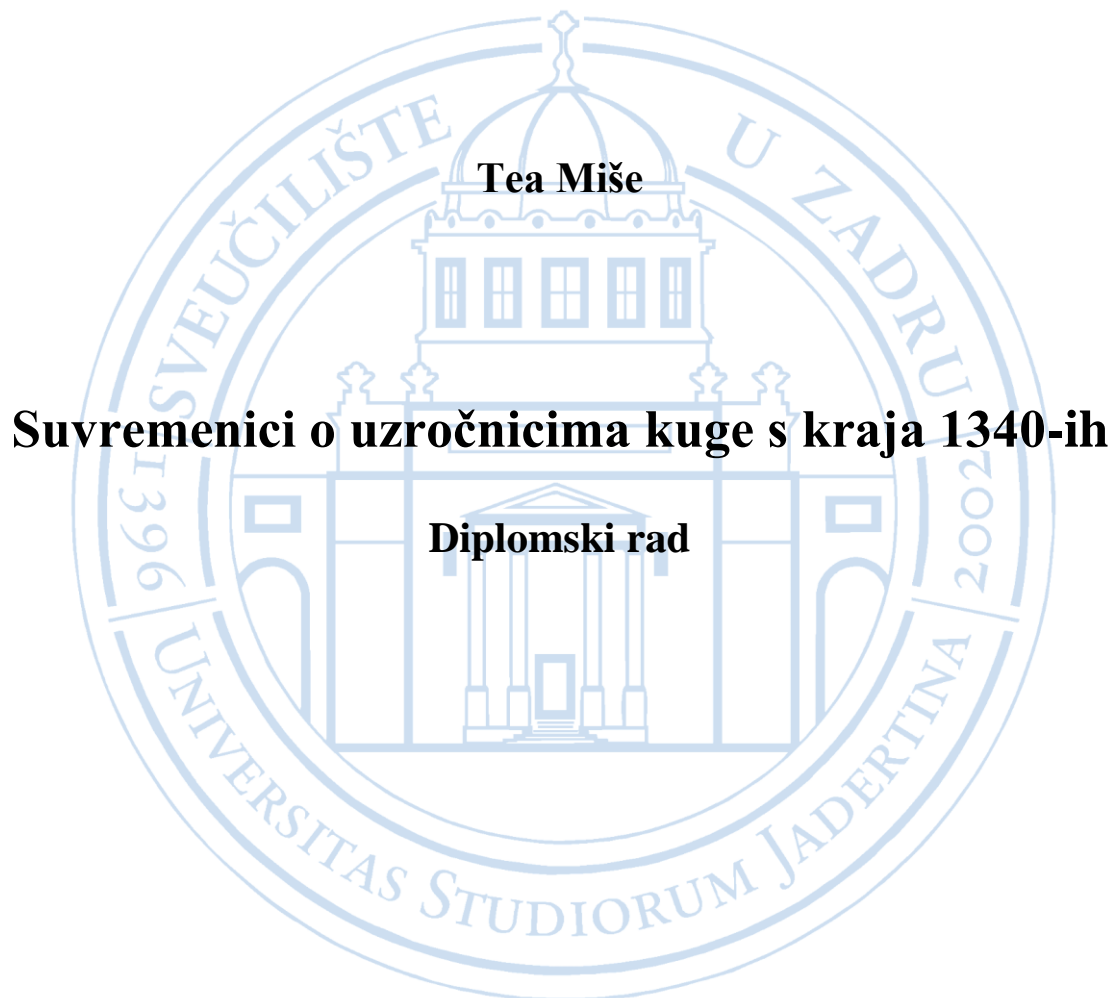 Tea Miše
Suvremenici o uzročnicima kuge s kraja 1340-ih
Diplomski rad
SVEUČILIŠTE U ZADRU
1396
2002
UNIVERSITAS STUDIORUM JADERTINA